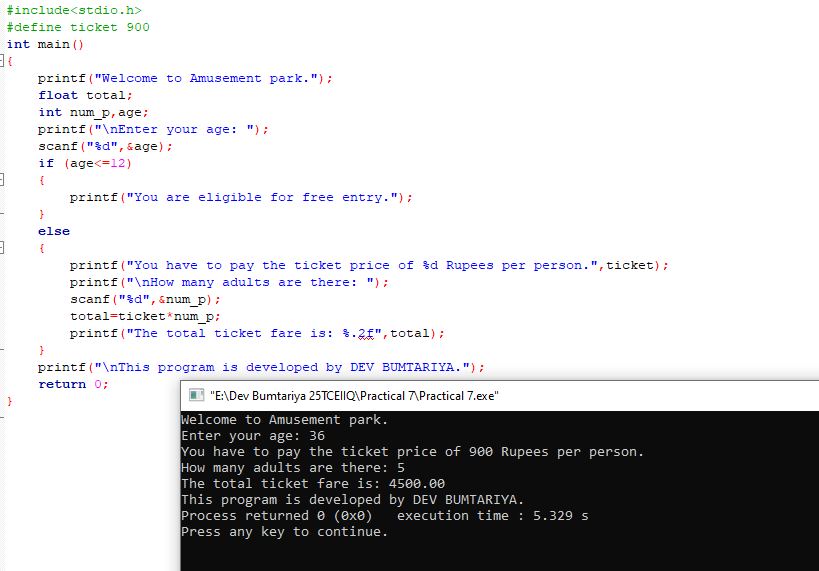 #include<stdio.h>
#define ticket 900
int main()
{
printf("Welcome to Amusement park.");
float total;
int num_p,age;
printf("\nEnter your age: ");
scanf("%d",&age);
if (age<=12)
{
printf("You are eligible for free entry.");
}
else
{
printf("You have to pay the ticket price of %d Rupees per person.",ticket);
printf("\nHow many adults are there: ");
scanf("%d",&num_p);
total=ticket*num_p;
printf("The total ticket fare is: %.2f",total);
}
printf("\nThis program is developed by DEV BUMTARIYA.");
return 0;
}
"E:\Dev Bumtariya 25TCEIIQ\Practical 7\Practical 7.exe"
Welcome to Amusement park.
Enter your age: 36
You have to pay the ticket price of 900 Rupees per person.
How many adults are there: 5
The total ticket fare is: 4500.00
This program is developed by DEV BUMTARIYA.
Process returned 0 (0x0)   execution time : 5.329 s
Press any key to continue.